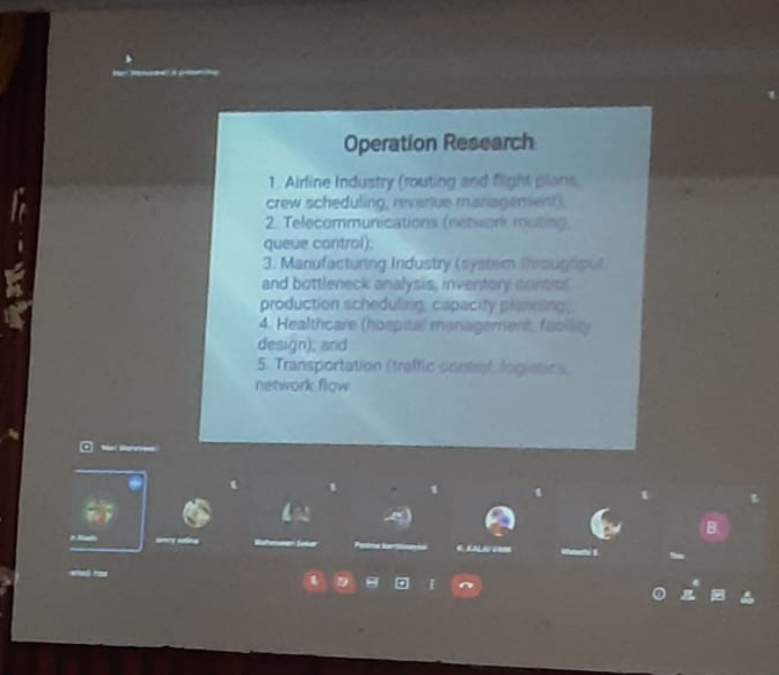 is presenting
Operation Research
1. Airline Industry (routing and flight plans,
crew scheduling, revenue management);
2. Telecommunications (network routing,
queue control);
3. Manufacturing Industry (system throughput
and bottleneck analysis, inventory control,
production scheduling, capacity planning);
4. Healthcare (hospital management, facility
design); and
5. Transportation (traffic control, logistics,
network flow
B